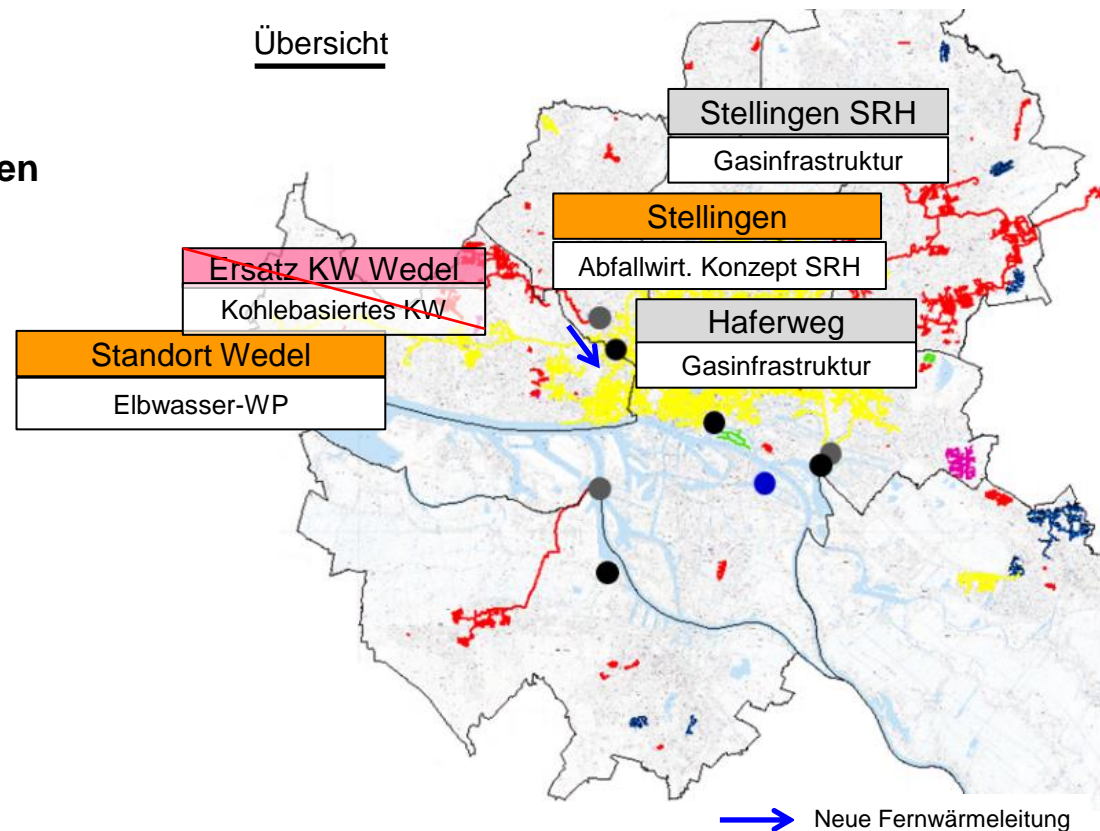 Übersicht
en
Stellingen SRH
Gasinfrastruktur
Stellingen
Abfallwirt. Konzept SRH
Ersatz KW Wedel
Kohlebasiertes KW
Haferweg
Gasinfrastruktur
Standort Wedel
Elbwasser-WP
Neue Fernwärmeleitung